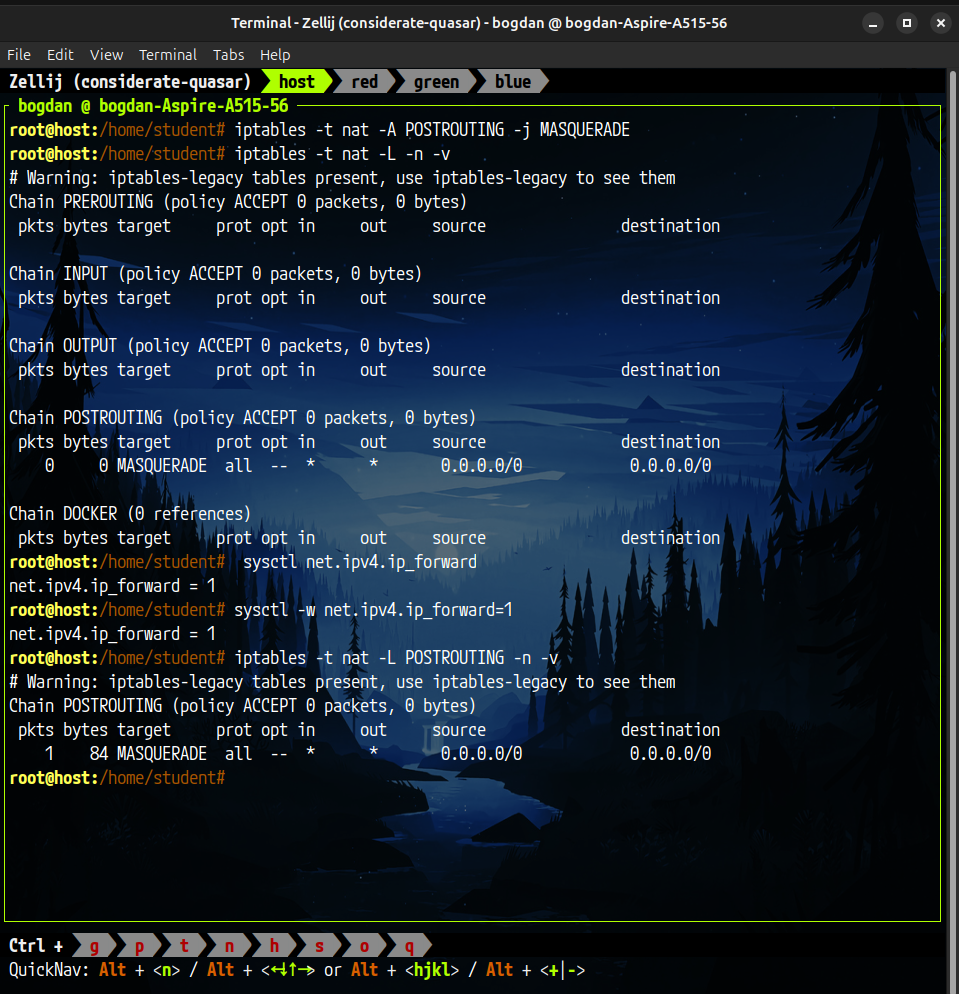 Terminal - Zellij (considerate-quasar) - bogdan @ bogdan-Aspire-A515-56
File Edit View Terminal Tabs Help
Zellij (considerate-quasar) host red green blue
bogdan @ bogdan-Aspire-A515-56
root@host:/home/student# iptables -t nat -A POSTROUTING -j MASQUERADE
root@host:/home/student# iptables -t nat -L -n -v
# Warning: iptables-legacy tables present, use iptables-legacy to see them
Chain PREROUTING (policy ACCEPT 0 packets, 0 bytes)
 pkts bytes target     prot opt in     out     source               destination

Chain INPUT (policy ACCEPT 0 packets, 0 bytes)
 pkts bytes target     prot opt in     out     source               destination

Chain OUTPUT (policy ACCEPT 0 packets, 0 bytes)
 pkts bytes target     prot opt in     out     source               destination

Chain POSTROUTING (policy ACCEPT 0 packets, 0 bytes)
 pkts bytes target     prot opt in     out     source               destination
    0     0 MASQUERADE  all  --  *      *       0.0.0.0/0            0.0.0.0/0

Chain DOCKER (0 references)
 pkts bytes target     prot opt in     out     source               destination
root@host:/home/student#  sysctl net.ipv4.ip_forward
net.ipv4.ip_forward = 1
root@host:/home/student# sysctl -w net.ipv4.ip_forward=1
net.ipv4.ip_forward = 1
root@host:/home/student# iptables -t nat -L POSTROUTING -n -v
# Warning: iptables-legacy tables present, use iptables-legacy to see them
Chain POSTROUTING (policy ACCEPT 0 packets, 0 bytes)
 pkts bytes target     prot opt in     out     source               destination
    1    84 MASQUERADE  all  --  *      *       0.0.0.0/0            0.0.0.0/0
root@host:/home/student#
Ctrl + g p t n h s o q
QuickNav: Alt + <n> / Alt + <←↓↑→> or Alt + <hjkl> / Alt + <+|->